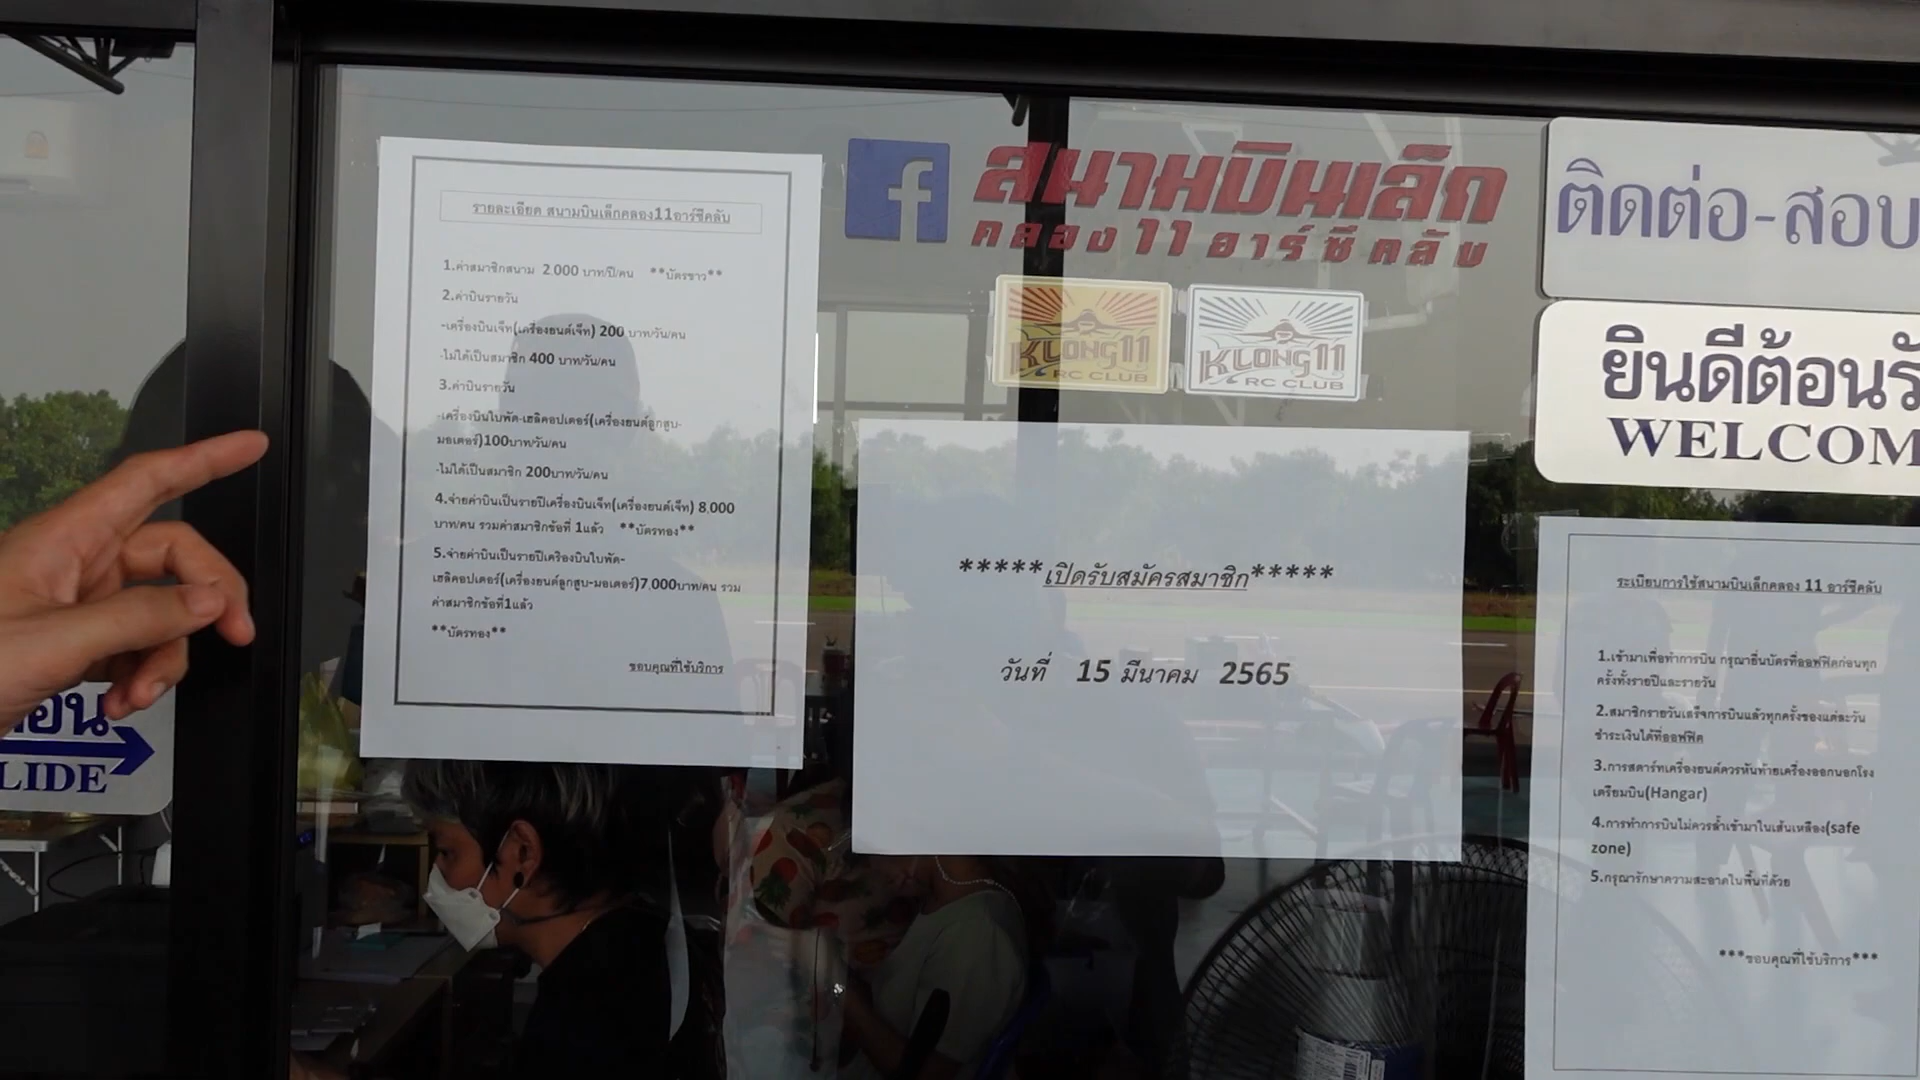 รายละเอียด สนามบินเล็กคลอง11อาร์ซีคลับ
1.ค่าสมาชิกสนาม 2,000 บาท/ปี/คน **บัตรขาว**
2.ค่าบินรายวัน
-เครื่องบินเจ็ท(เครื่องยนต์เจ็ท) 200 บาท/วัน/คน
-ไม่ได้เป็นสมาชิก 400 บาท/วัน/คน
3.ค่าบินรายวัน
-เครื่องบินใบพัด-เฮลิคอปเตอร์(เครื่องยนต์ลูกสูบ-
มอเตอร์)100บาท/วัน/คน
-ไม่ได้เป็นสมาชิก 200บาท/วัน/คน
4.จ่ายค่าบินเป็นรายปีเครื่องบินเจ็ท(เครื่องยนต์เจ็ท) 8,000
บาท/คน รวมค่าสมาชิกข้อที่ 1แล้ว **บัตรทอง**
5.จ่ายค่าบินเป็นรายปีเครื่องบินใบพัด-
เฮลิคอปเตอร์(เครื่องยนต์ลูกสูบ-มอเตอร์)7,000บาท/คน รวม
ค่าสมาชิกข้อที่1แล้ว
**บัตรทอง**
ขอบคุณที่ใช้บริการ
สนามบินเล็ก
คลอง 11 อาร์ซีคลับ
KLONG11
RC CLUB
KLONG11
RC CLUB
*****เปิดรับสมัครสมาชิก*****
วันที่ 15 มีนาคม 2565
ติดต่อ-สอบ
ยินดีต้อนรั
WELCOM
ระเบียบการใช้สนามบินเล็กคลอง 11 อาร์ซีคลับ
1.เข้ามาเพื่อทำการบิน กรุณายื่นบัตรที่ออฟฟิตก่อนทุก
ครั้งทั้งรายปีและรายวัน
2.สมาชิกรายวันเสร็จการบินแล้วทุกครั้งของแต่ละวัน
ชำระเงินได้ที่ออฟฟิต
3.การสตาร์ทเครื่องยนต์ควรหันท้ายเครื่องออกนอกโรง
เตรียมบิน(Hangar)
4.การทำการบินไม่ควรล้ำเข้ามาในเส้นเหลือง(safe
zone)
5.กรุณารักษาความสะอาดในพื้นที่ด้วย
***ขอบคุณที่ใช้บริการ***
LIDE